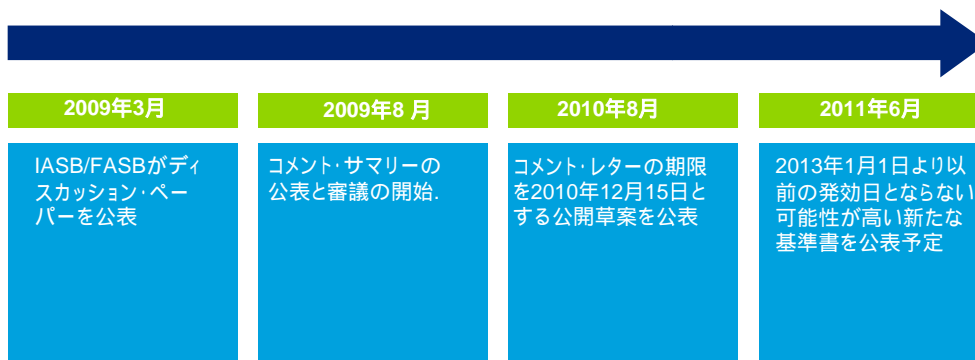 2009年3月
IASB/FASBがディ
スカッション・ペー
パーを公表
2009年8 月
コメント・サマリーの
公表と審議の開始.
2010年8月
コメント・レターの期限
を2010年12月15日と
する公開草案を公表
2011年6月
2013年1月1日より以
前の発効日とならない
可能性が高い新たな
基準書を公表予定